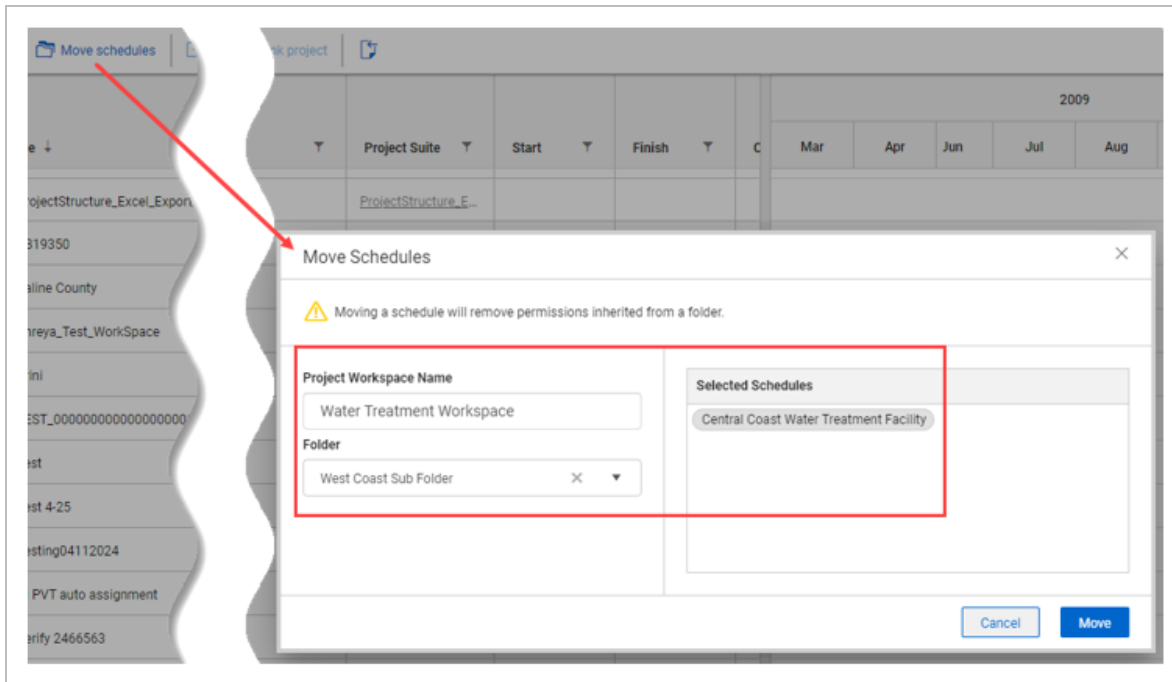 Move schedules
nk project
2009
e ↓
Project Suite
Start
Finish
C
Mar
Apr
Jun
Jul
Aug
rojectStructure_Excel_Expor
ProjectStructure_E...
319350
aline County
hreya_Test_WorkSpace
ini
EST_000000000000000000
est
est 4-25
esting04112024
PVT auto assignment
erify 2466563
Move Schedules
Moving a schedule will remove permissions inherited from a folder.
Project Workspace Name
Water Treatment Workspace
Folder
West Coast Sub Folder
Selected Schedules
Central Coast Water Treatment Facility
Cancel
Move